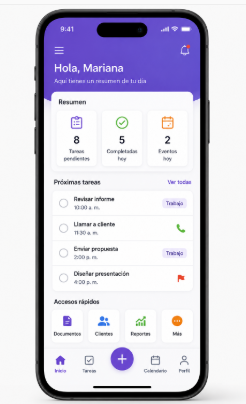 9:41
Hola, Mariana
Aquí tienes un resumen de tu día
Resumen
8
Tareas
pendientes
5
Completadas
hoy
2
Eventos
hoy
Próximas tareas
Ver todas
Revisar informe
10:00 a. m.
Trabajo
Llamar a cliente
11:30 a. m.
Enviar propuesta
2:00 p. m.
Trabajo
Diseñar presentación
4:00 p. m.
Accesos rápidos
Documentos
Clientes
Reportes
Más
Inicio
Tareas
Calendario
Perfil